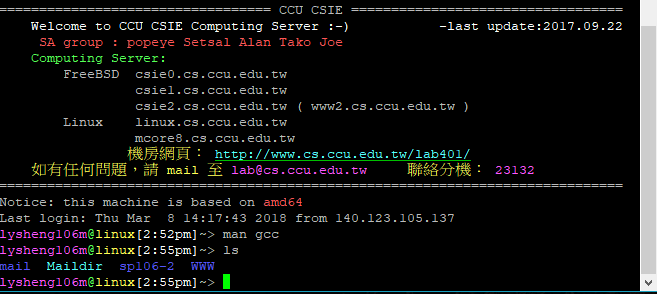 ================================= CCU CSIE ==================================
Welcome to CCU CSIE Computing Server :-) -last update:2017.09.22
SA group : popeye Setsal Alan Tako Joe
Computing Server:
FreeBSD csie0.cs.ccu.edu.tw
csie1.cs.ccu.edu.tw
csie2.cs.ccu.edu.tw ( www2.cs.ccu.edu.tw )
Linux linux.cs.ccu.edu.tw
mcore8.cs.ccu.edu.tw
機房網頁： http://www.cs.ccu.edu.tw/lab401/
如有任何問題，請 mail 至 lab@cs.ccu.edu.tw 聯絡分機： 23132
=============================================================================
Notice: this machine is based on amd64
Last login: Thu Mar 8 14:17:43 2018 from 140.123.105.137
lysheng106m@linux[2:52pm]~> man gcc
lysheng106m@linux[2:55pm]~> ls
mail Maildir sp106-2 WWW
lysheng106m@linux[2:55pm]~>